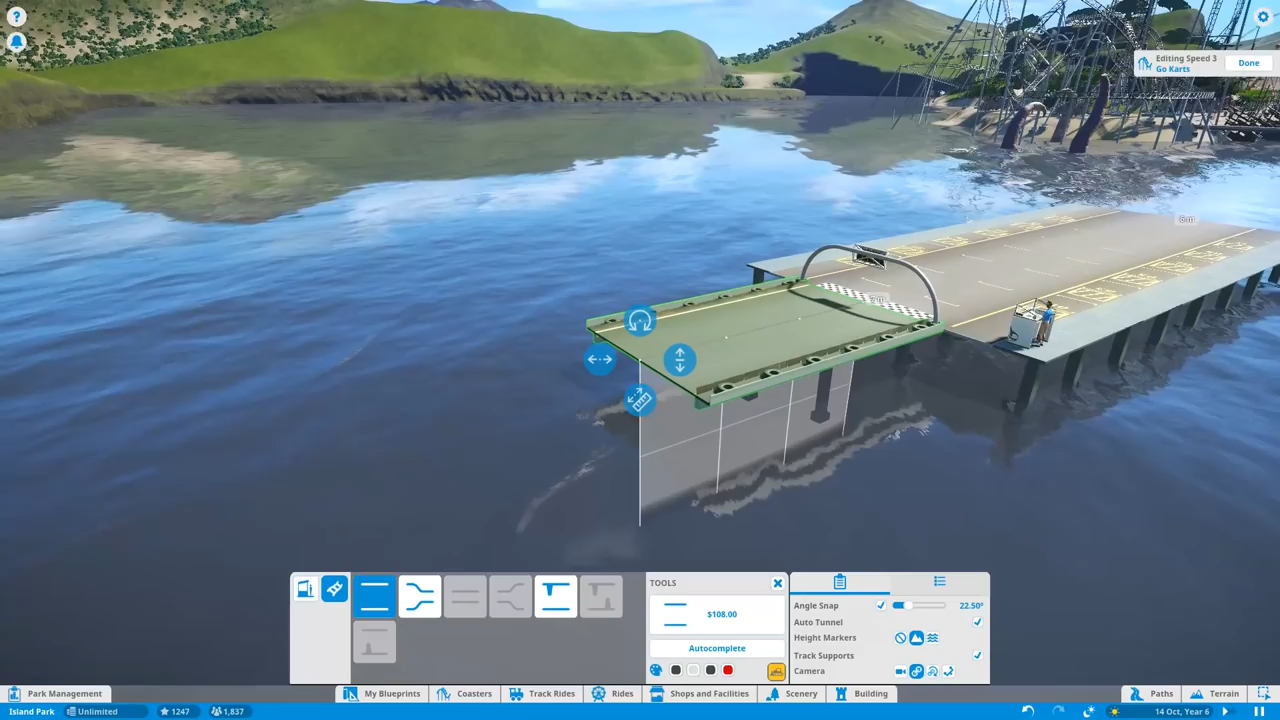 ?
Editing Speed 3
Go Karts
Done
TOOLS
$108.00
Autocomplete
Angle Snap
22.50°
Auto Tunnel
Height Markers
Track Supports
Camera
Park Management
My Blueprints
Coasters
Track Rides
Rides
Shops and Facilities
Scenery
Building
Paths
Terrain
Island Park
Unlimited
1247
1,837
14 Oct, Year 6